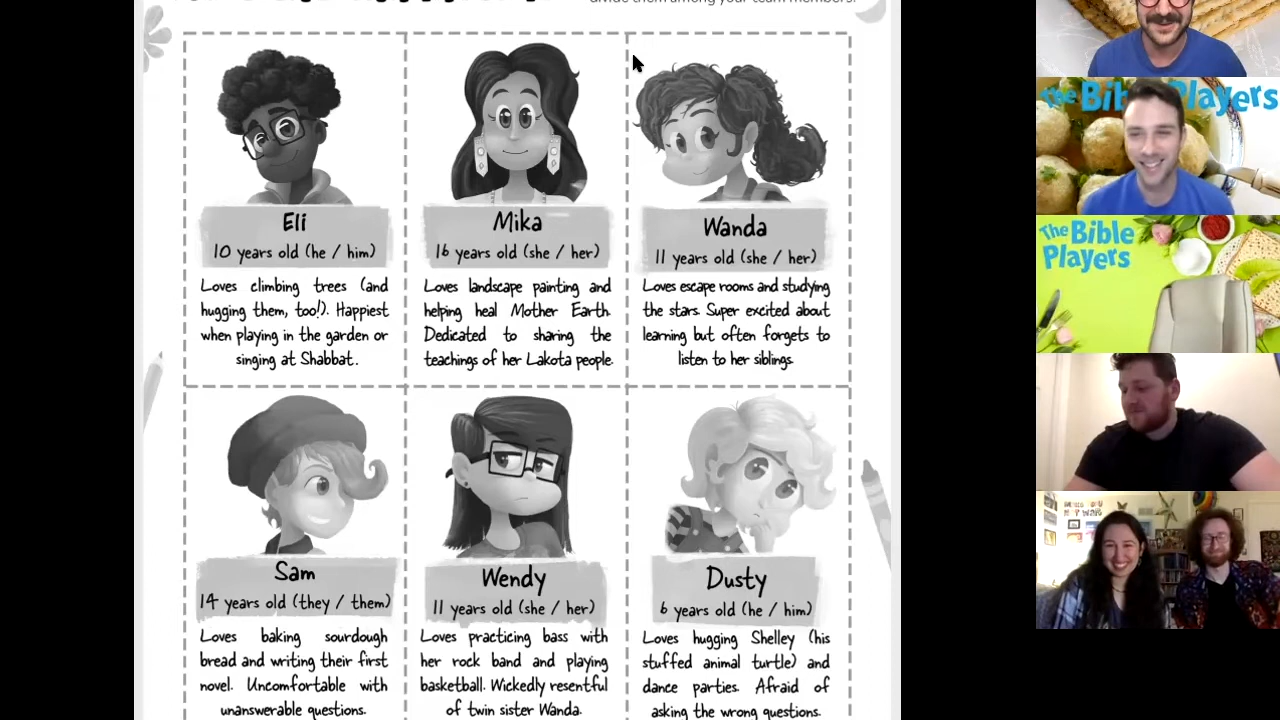 divide them among your team members.
Eli
10 years old (he / him)
Loves climbing trees (and
hugging them, too!). Happiest
when playing in the garden or
singing at Shabbat.
Mika
16 years old (she / her)
Loves landscape painting and
helping heal Mother Earth.
Dedicated to sharing the
teachings of her Lakota people.
Wanda
11 years old (she / her)
Loves escape rooms and studying
the stars. Super excited about
learning but often forgets to
listen to her siblings.
Sam
14 years old (they / them)
Loves baking sourdough
bread and writing their first
novel. Uncomfortable with
unanswerable questions.
Wendy
11 years old (she / her)
Loves practicing bass with
her rock band and playing
basketball. Wickedly resentful
of twin sister Wanda.
Dusty
6 years old (he / him)
Loves hugging Shelley (his
stuffed animal turtle) and
dance parties. Afraid of
asking the wrong questions.
The Bib Players
The Bible
Players